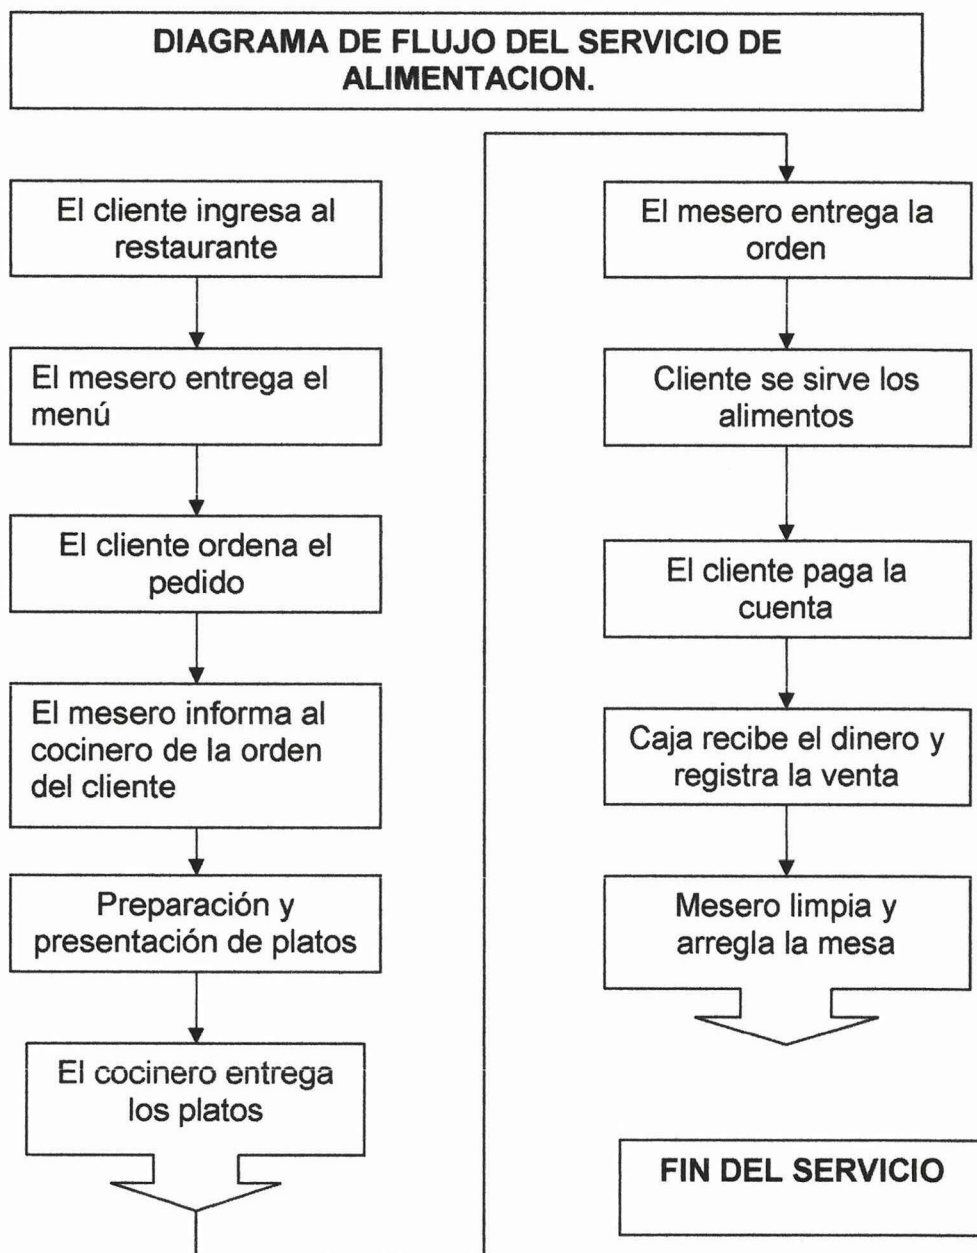 DIAGRAMA DE FLUJO DEL SERVICIO DE
ALIMENTACION.
El cliente ingresa al
restaurante
El mesero entrega el
menú
El cliente ordena el
pedido
El mesero informa al
cocinero de la orden
del cliente
Preparación y
presentación de platos
El cocinero entrega
los platos
El mesero entrega la
orden
Cliente se sirve los
alimentos
El cliente paga la
cuenta
Caja recibe el dinero y
registra la venta
Mesero limpia y
arregla la mesa
FIN DEL SERVICIO